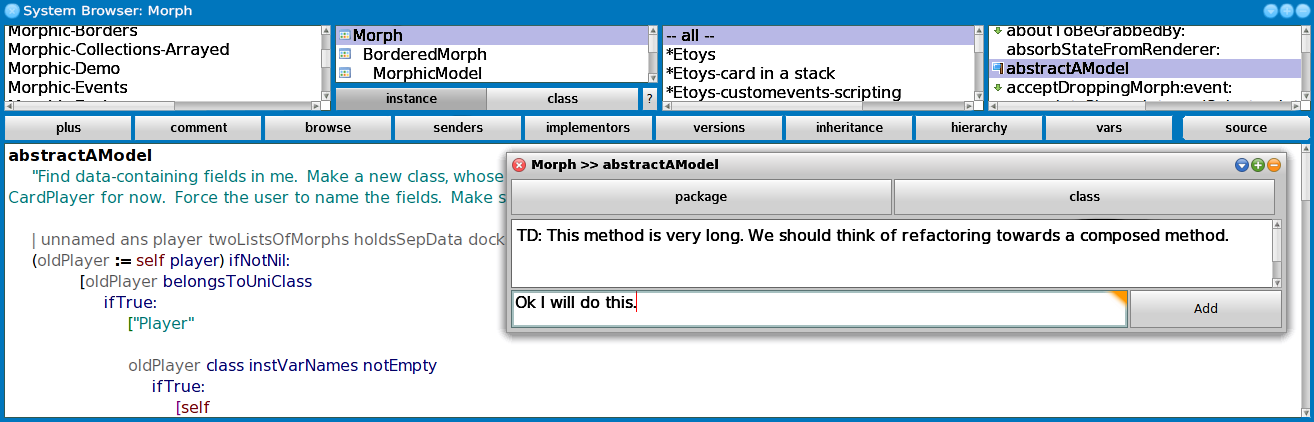 System Browser: Morph
Morphic-Borders
Morphic-Collections-Arrayed
Morphic-Demo
Morphic-Events
Morph
BorderedMorph
MorphicModel
instance
class
?
-- all --
*Etoys
*Etoys-card in a stack
*Etoys-customevents-scripting
aboutToBeGrabbedBy:
absorbStateFromRenderer:
abstractAModel
acceptDroppingMorph:event:
plus
comment
browse
senders
implementors
versions
inheritance
hierarchy
vars
source
abstractAModel
"Find data-containing fields in me.  Make a new class, whose
CardPlayer for now.  Force the user to name the fields.  Make s
| unnamed ans player twoListsOfMorphs holdsSepData dock
(oldPlayer := self player) ifNotNil:
[oldPlayer belongsToUniClass
ifTrue:
["Player"
oldPlayer class instVarNames notEmpty
ifTrue:
[self
Morph >> abstractAModel
package
class
TD: This method is very long. We should think of refactoring towards a composed method.
Ok I will do this.
Add